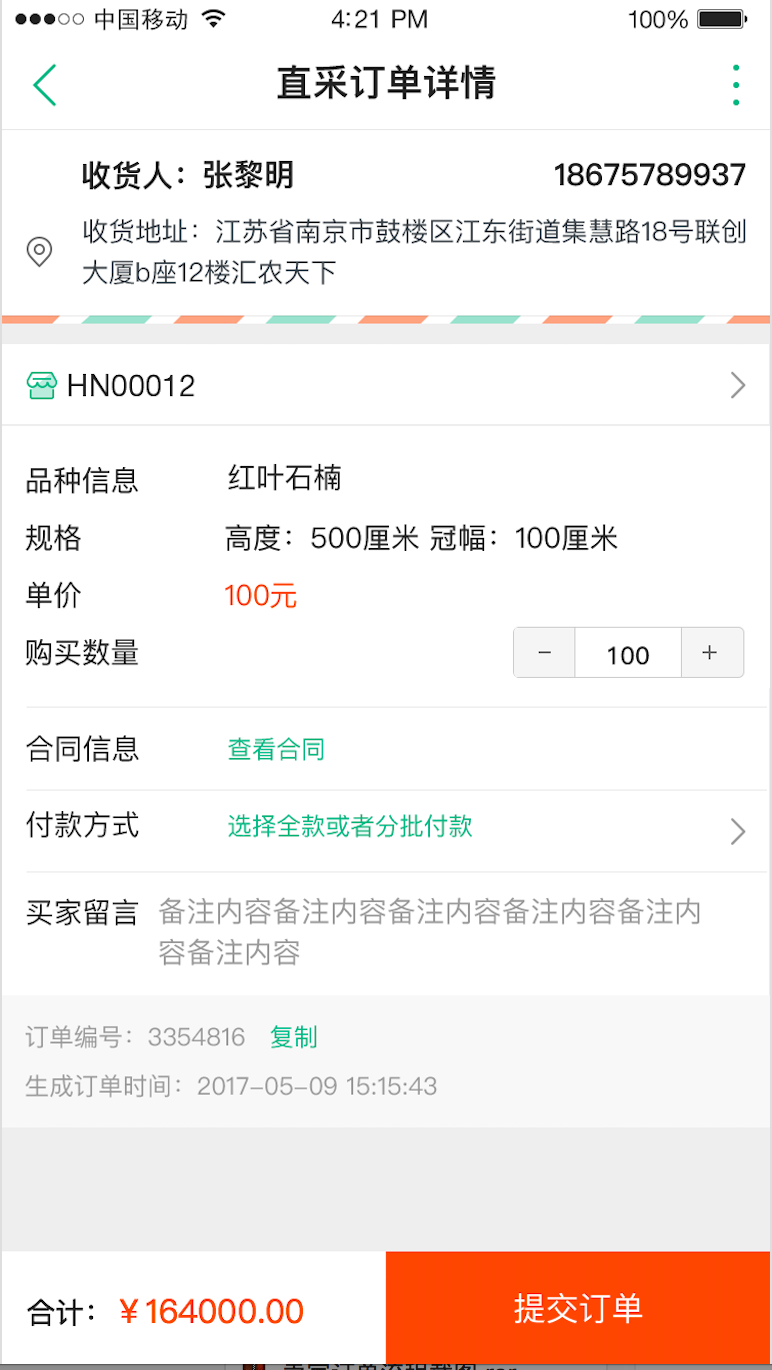 中国移动 4:21 PM 100%
直采订单详情
收货人：张黎明 18675789937
收货地址：江苏省南京市鼓楼区江东街道集慧路18号联创
大厦b座12楼汇农天下
HN00012
品种信息 红叶石楠
规格 高度：500厘米 冠幅：100厘米
单价 100元
购买数量 － 100 +
合同信息 查看合同
付款方式 选择全款或者分批付款
买家留言 备注内容备注内容备注内容备注内容备注内
容备注内容
订单编号：3354816 复制
生成订单时间：2017-05-09 15:15:43
合计：￥164000.00 提交订单